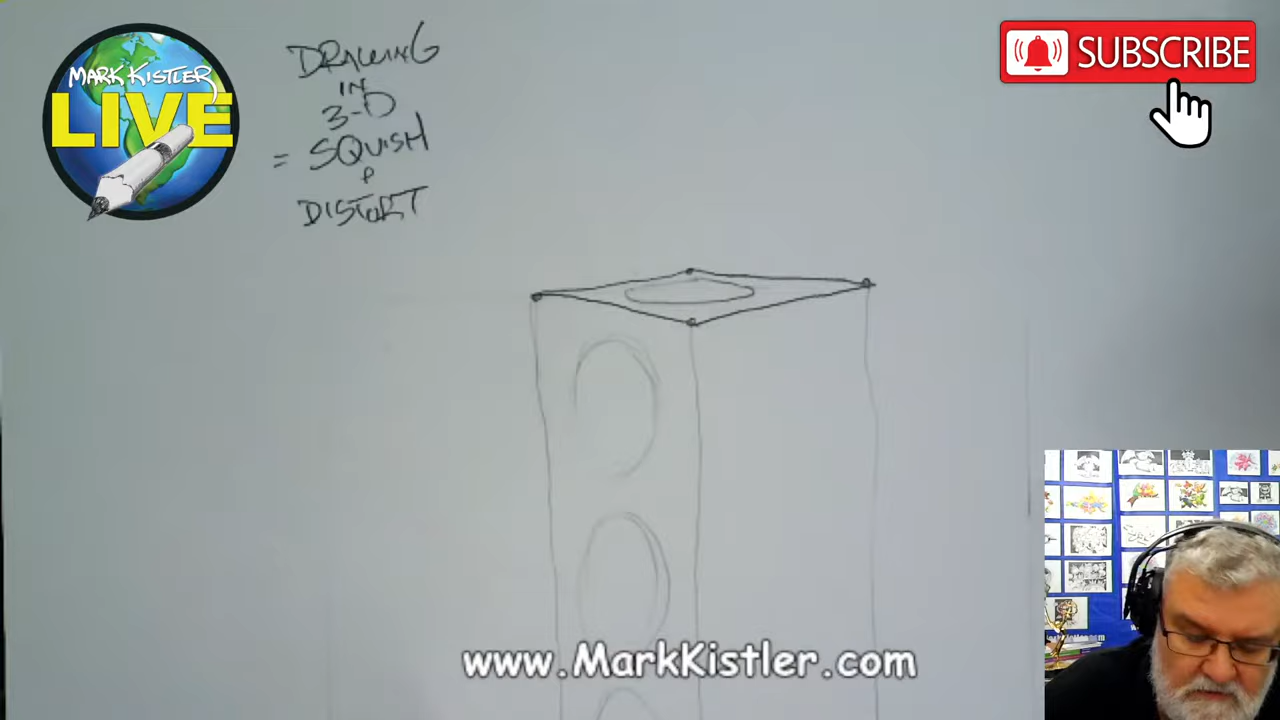 MARK KISTLER
LIVE
DRAWING
IN
3-D
= SQUISH
&
DISTORT
SUBSCRIBE
www.MarkKistler.com